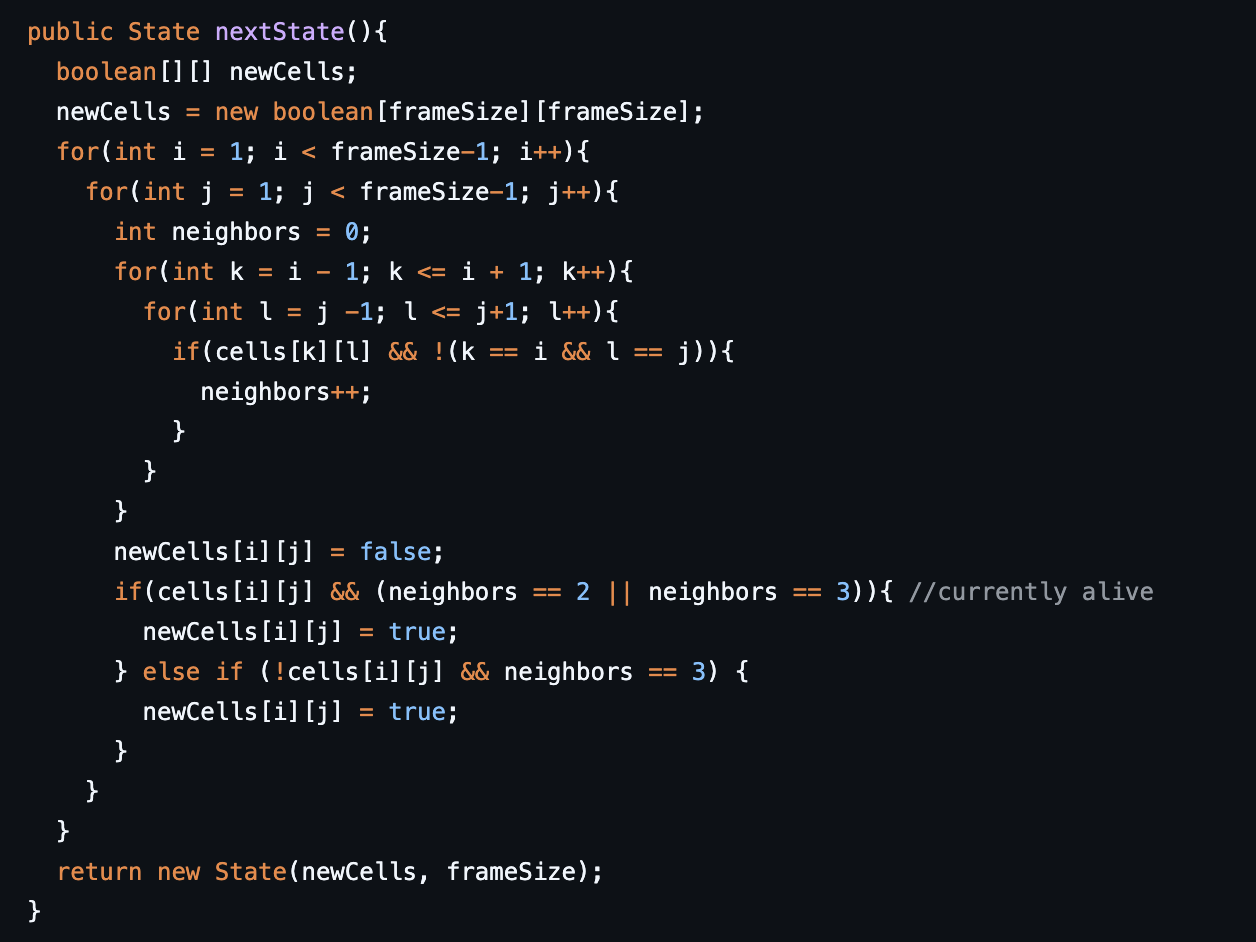 public State nextState(){
  boolean[][] newCells;
  newCells = new boolean[frameSize][frameSize];
  for(int i = 1; i < frameSize-1; i++){
    for(int j = 1; j < frameSize-1; j++){
      int neighbors = 0;
      for(int k = i - 1; k <= i + 1; k++){
        for(int l = j -1; l <= j+1; l++){
          if(cells[k][l] && !(k == i && l == j)){
            neighbors++;
          }
        }
      }
      newCells[i][j] = false;
      if(cells[i][j] && (neighbors == 2 || neighbors == 3)){ //currently alive
        newCells[i][j] = true;
      } else if (!cells[i][j] && neighbors == 3) {
        newCells[i][j] = true;
      }
    }
  }
  return new State(newCells, frameSize);
}